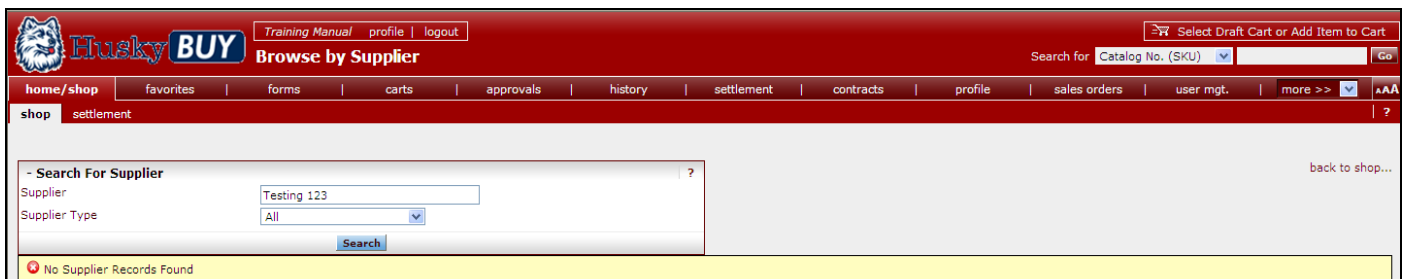 Husky BUY
Training Manual profile | logout
Select Draft Cart or Add Item to Cart
Browse by Supplier
Search for Catalog No. (SKU) Go
home/shop favorites | forms | carts | approvals | history | settlement | contracts | profile | sales orders | user mgt. | more >> AAA
shop settlement | ?
back to shop...
- Search For Supplier ?
Supplier Testing 123
Supplier Type All
Search
No Supplier Records Found